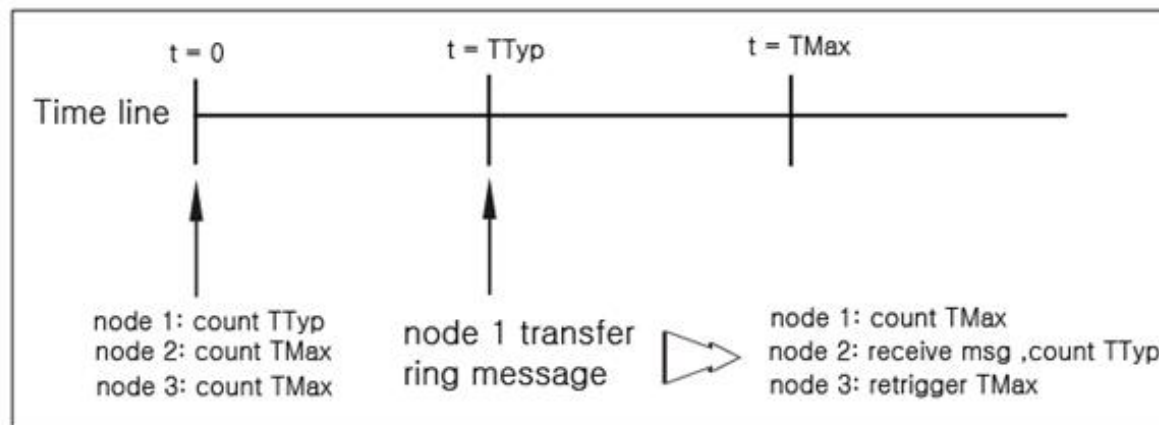 t = 0
t = TTyp
t = TMax
Time line
node 1: count TTyp
node 2: count TMax
node 3: count TMax
node 1 transfer
ring message
node 1: count TMax
node 2: receive msg ,count TTyp
node 3: retrigger TMax